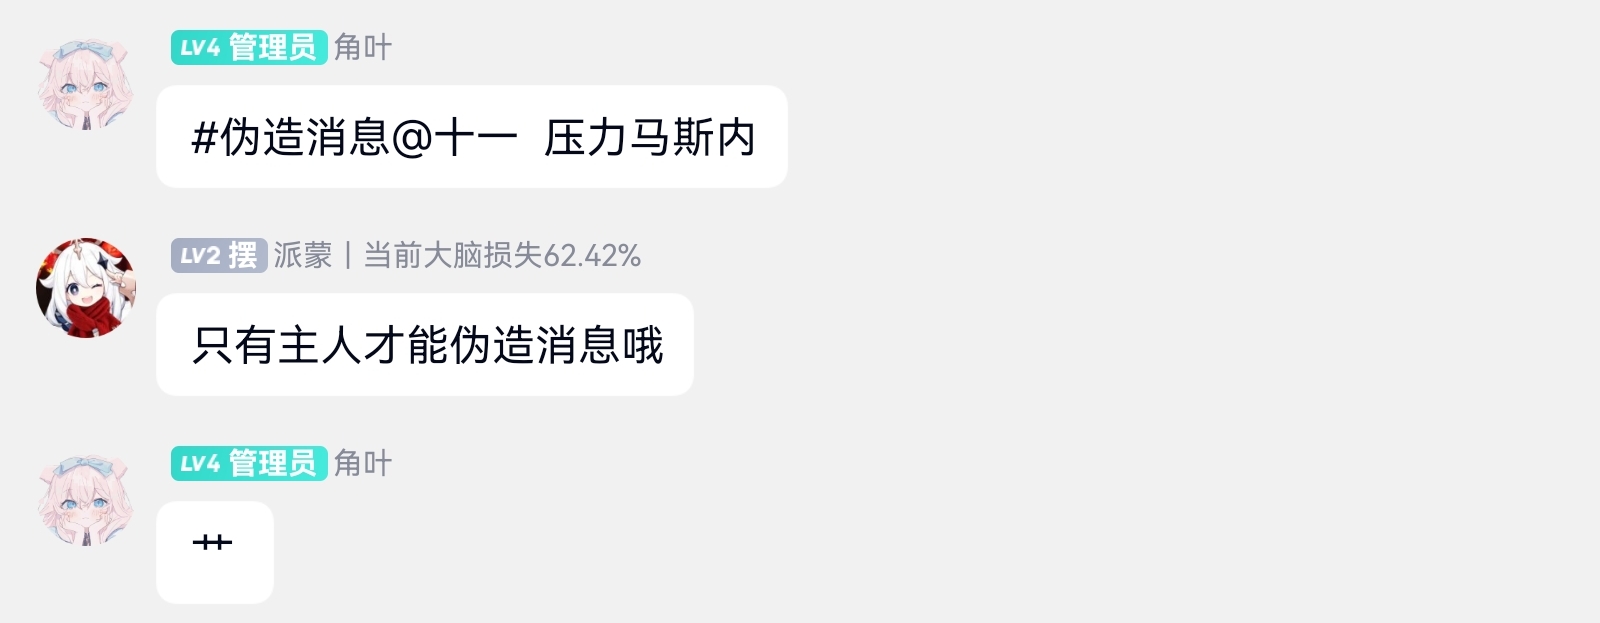 LV4 管理员 角叶
#伪造消息@十一  压力马斯内
LV2 摆 派蒙｜当前大脑损失62.42%
只有主人才能伪造消息哦
LV4 管理员 角叶
艹